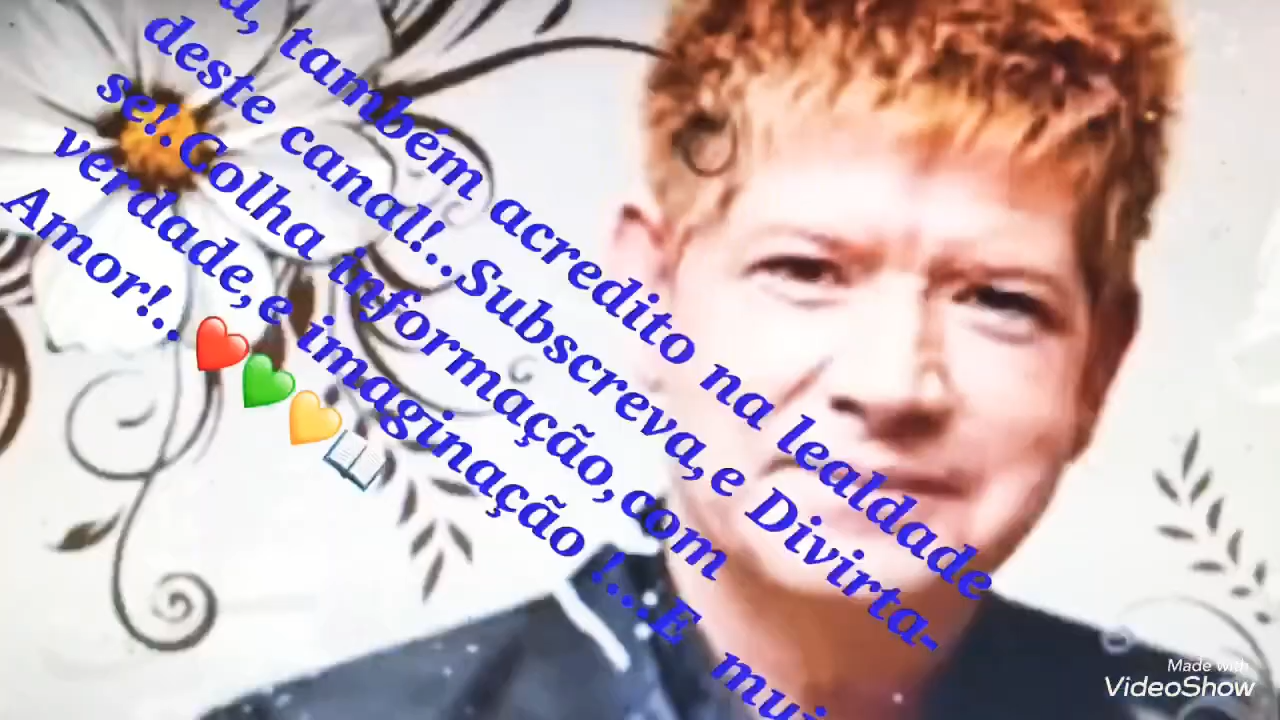 também acredito na lealdade
deste canal!..Subscreva,e Divirta-
se!.Colha informação,com
verdade,e imaginação !...E
Amor!..❤️💚💛📖
Made with
VideoShow